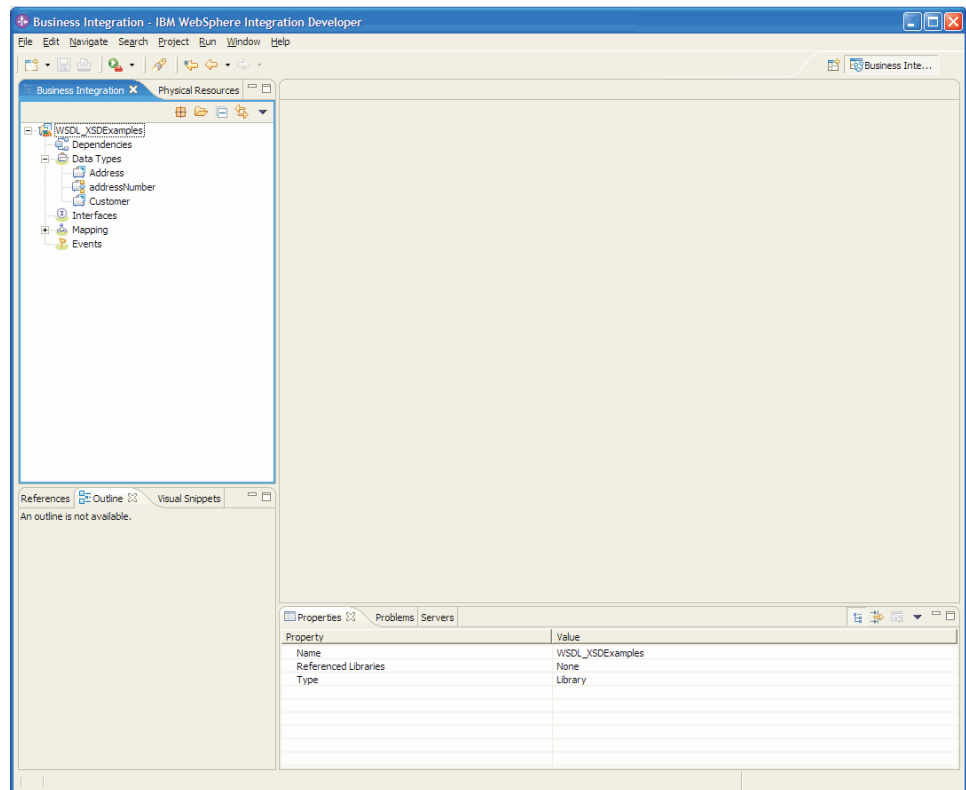 Business Integration - IBM WebSphere Integration Developer
File Edit Navigate Search Project Run Window Help
Business Inte...
Business Integration Physical Resources
WSDL_XSDExamples
Dependencies
Data Types
Address
addressNumber
Customer
Interfaces
Mapping
Events
References Outline Visual Snippets
An outline is not available.
Properties Problems Servers
Property Value
Name WSDL_XSDExamples
Referenced Libraries None
Type Library